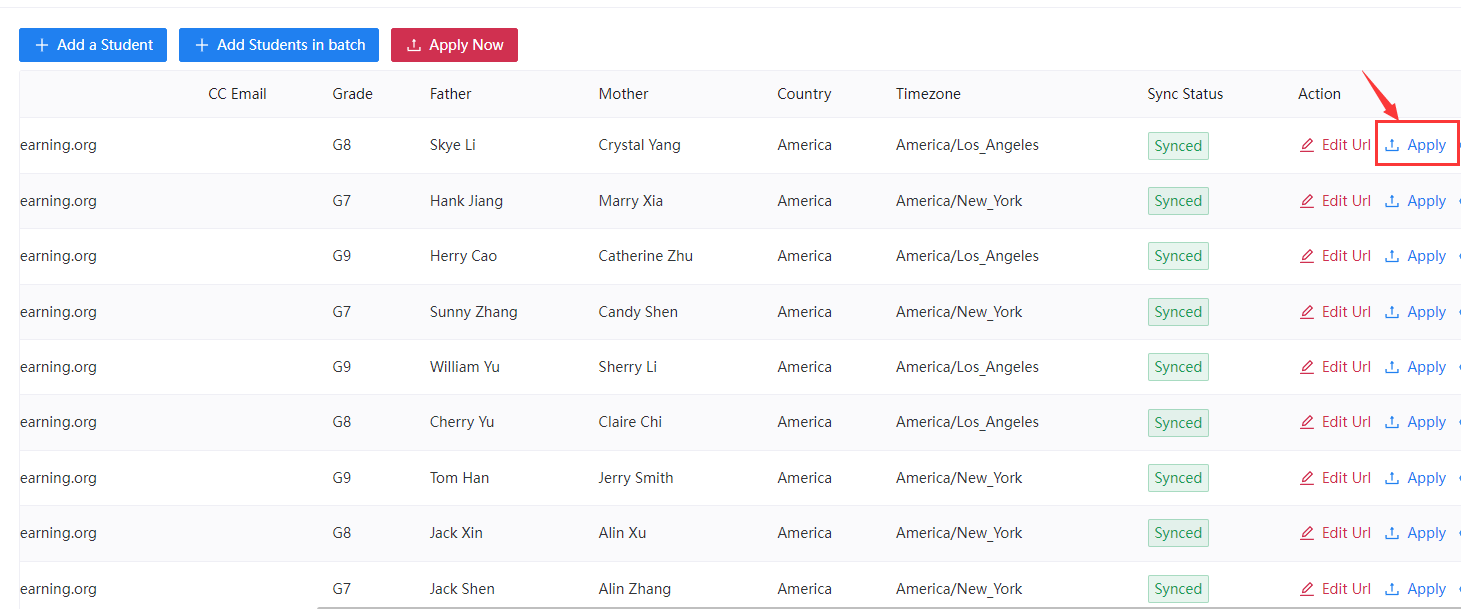 Add a Student Add Students in batch Apply Now
CC Email Grade Father Mother Country Timezone Sync Status Action
earning.org G8 Skye Li Crystal Yang America America/Los_Angeles Synced Edit Url Apply
earning.org G7 Hank Jiang Marry Xia America America/New_York Synced Edit Url Apply
earning.org G9 Herry Cao Catherine Zhu America America/Los_Angeles Synced Edit Url Apply
earning.org G7 Sunny Zhang Candy Shen America America/New_York Synced Edit Url Apply
earning.org G9 William Yu Sherry Li America America/Los_Angeles Synced Edit Url Apply
earning.org G8 Cherry Yu Claire Chi America America/Los_Angeles Synced Edit Url Apply
earning.org G9 Tom Han Jerry Smith America America/New_York Synced Edit Url Apply
earning.org G8 Jack Xin Alin Xu America America/New_York Synced Edit Url Apply
earning.org G7 Jack Shen Alin Zhang America America/New_York Synced Edit Url Apply